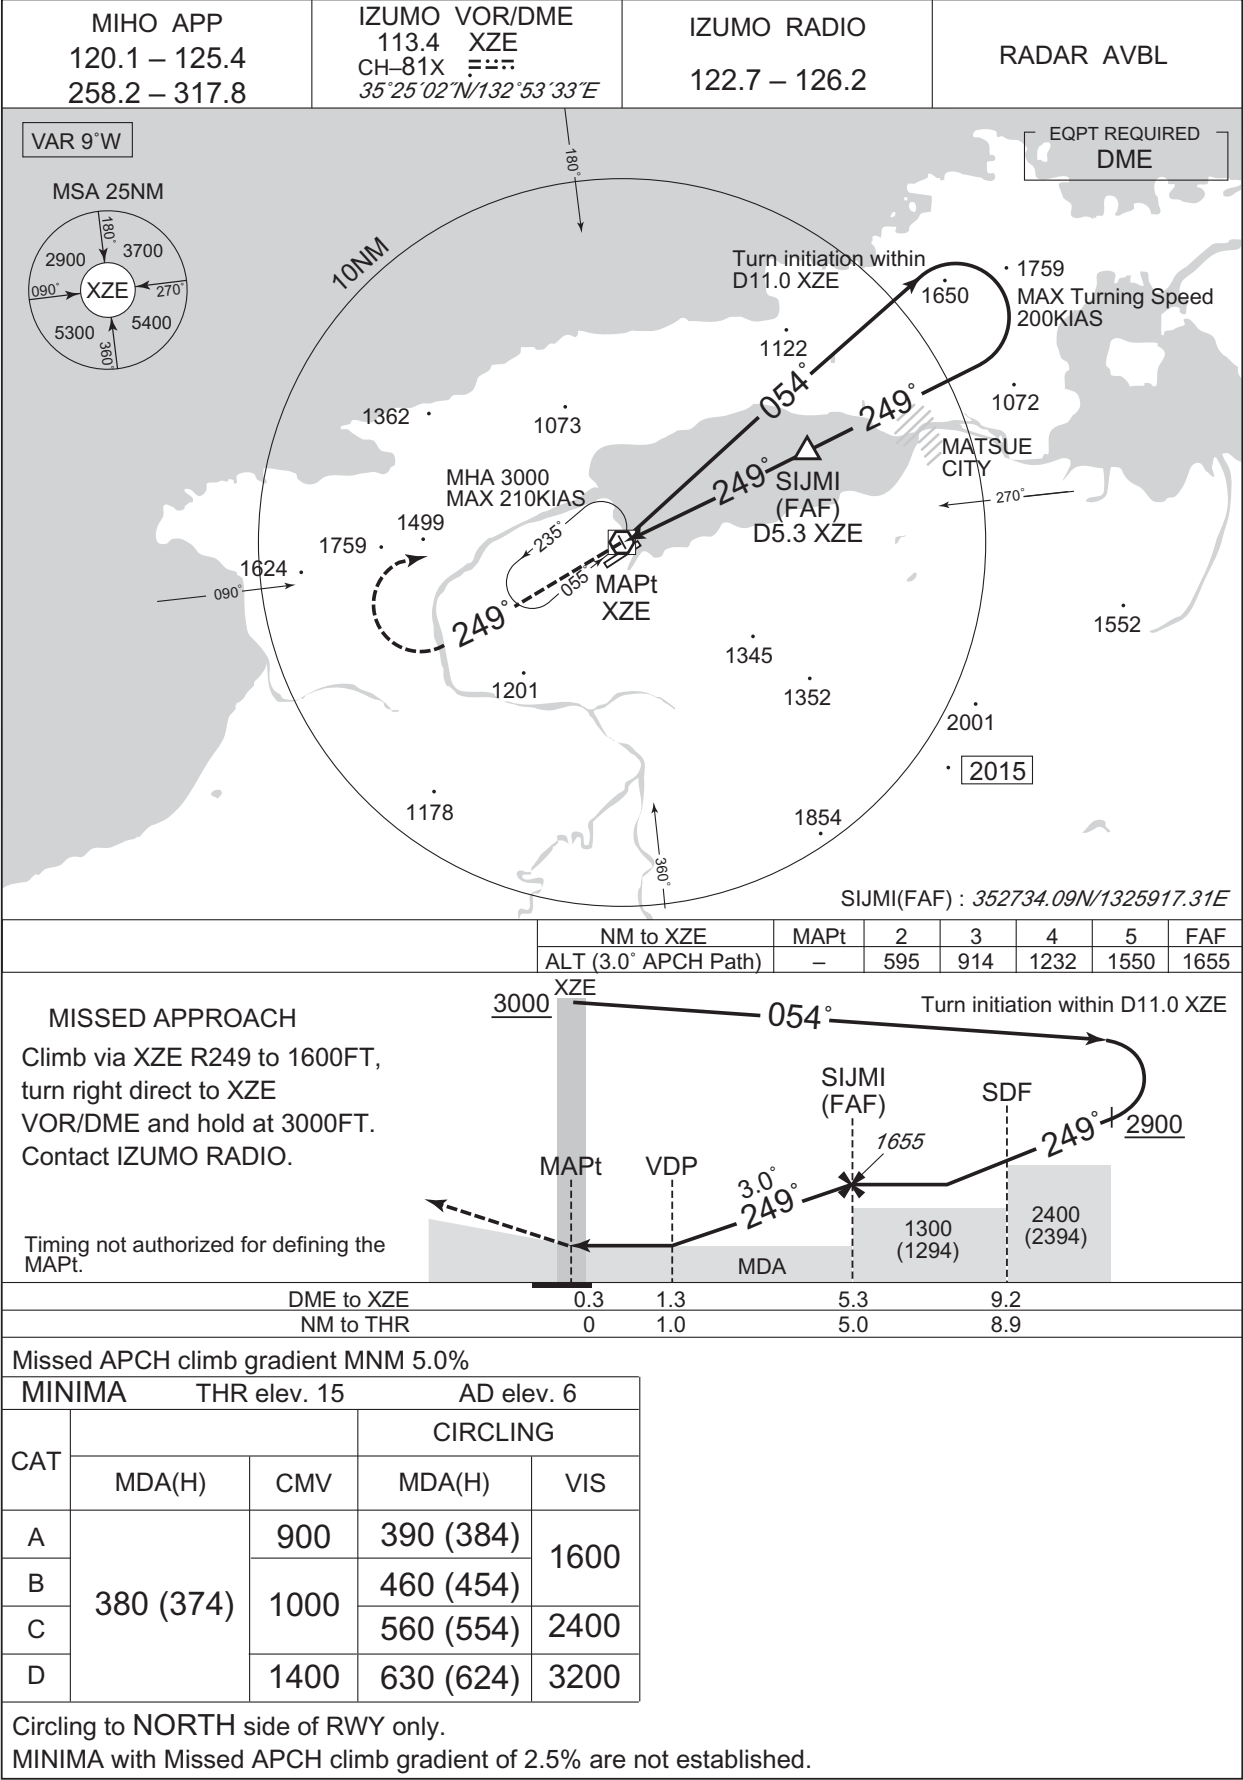 MIHO APP
120.1 – 125.4
258.2 – 317.8
IZUMO VOR/DME
113.4 XZE
CH–81X
35°25´02˝N/132°53´33˝E
IZUMO RADIO
122.7 – 126.2
RADAR AVBL
VAR 9°W
EQPT REQUIRED
DME
MSA 25NM
180°
2900
3700
090°
XZE
270°
5300
5400
360°
180°
10NM
Turn initiation within
D11.0 XZE
1650
1759
MAX Turning Speed
200KIAS
1122
054°
249°
1072
1362
1073
MATSUE
CITY
249°
SIJMI
(FAF)
D5.3 XZE
MHA 3000
MAX 210KIAS
270°
1499
1759
235°
1624
090°
055°
MAPt
XZE
249°
1552
1345
1352
1201
2001
2015
1178
1854
360°
SIJMI(FAF) : 352734.09N/1325917.31E
NM to XZE MAPt 2 3 4 5 FAF
ALT (3.0° APCH Path) – 595 914 1232 1550 1655
MISSED APPROACH
Climb via XZE R249 to 1600FT,
turn right direct to XZE
VOR/DME and hold at 3000FT.
Contact IZUMO RADIO.
Timing not authorized for defining the
MAPt.
XZE
3000
054°
Turn initiation within D11.0 XZE
SIJMI
(FAF)
SDF
249°
2900
1655
MAPt
VDP
3.0°
249°
1300
(1294)
2400
(2394)
MDA
DME to XZE 0.3 1.3 5.3 9.2
NM to THR 0 1.0 5.0 8.9
Missed APCH climb gradient MNM 5.0%
MINIMA THR elev. 15 AD elev. 6
CAT
CIRCLING
MDA(H) CMV MDA(H) VIS
A 900 390 (384)
1600
B 460 (454)
380 (374) 1000
C 560 (554) 2400
D 1400 630 (624) 3200
Circling to NORTH side of RWY only.
MINIMA with Missed APCH climb gradient of 2.5% are not established.